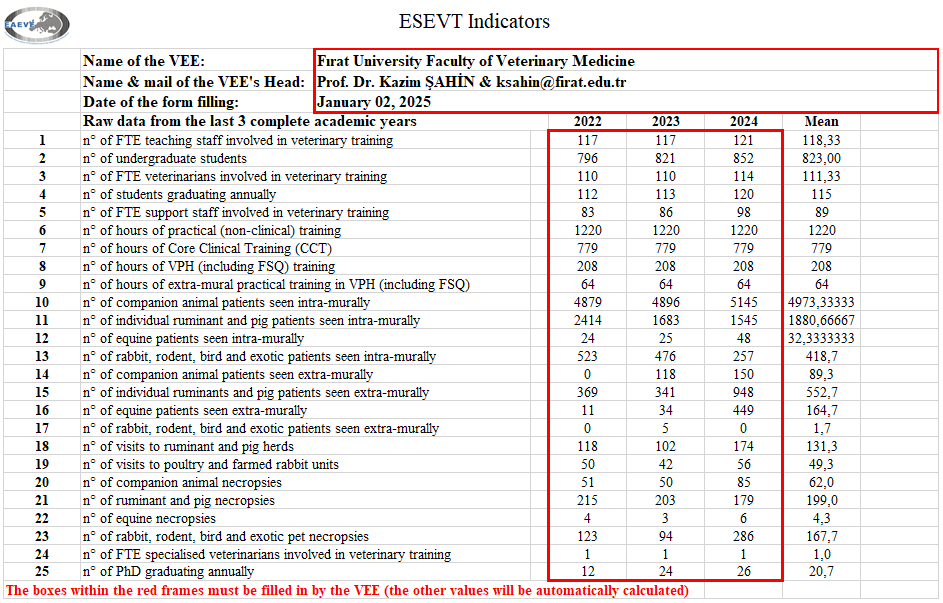 EAEVE
ESEVT Indicators
Name of the VEE: Fırat University Faculty of Veterinary Medicine
Name & mail of the VEE's Head: Prof. Dr. Kazim ŞAHİN & ksahin@firat.edu.tr
Date of the form filling: January 02, 2025
Raw data from the last 3 complete academic years 2022 2023 2024 Mean
1 n° of FTE teaching staff involved in veterinary training 117 117 121 118,33
2 n° of undergraduate students 796 821 852 823,00
3 n° of FTE veterinarians involved in veterinary training 110 110 114 111,33
4 n° of students graduating annually 112 113 120 115
5 n° of FTE support staff involved in veterinary training 83 86 98 89
6 n° of hours of practical (non-clinical) training 1220 1220 1220 1220
7 n° of hours of Core Clinical Training (CCT) 779 779 779 779
8 n° of hours of VPH (including FSQ) training 208 208 208 208
9 n° of hours of extra-mural practical training in VPH (including FSQ) 64 64 64 64
10 n° of companion animal patients seen intra-murally 4879 4896 5145 4973,33333
11 n° of individual ruminant and pig patients seen intra-murally 2414 1683 1545 1880,66667
12 n° of equine patients seen intra-murally 24 25 48 32,3333333
13 n° of rabbit, rodent, bird and exotic patients seen intra-murally 523 476 257 418,7
14 n° of companion animal patients seen extra-murally 0 118 150 89,3
15 n° of individual ruminants and pig patients seen extra-murally 369 341 948 552,7
16 n° of equine patients seen extra-murally 11 34 449 164,7
17 n° of rabbit, rodent, bird and exotic patients seen extra-murally 0 5 0 1,7
18 n° of visits to ruminant and pig herds 118 102 174 131,3
19 n° of visits to poultry and farmed rabbit units 50 42 56 49,3
20 n° of companion animal necropsies 51 50 85 62,0
21 n° of ruminant and pig necropsies 215 203 179 199,0
22 n° of equine necropsies 4 3 6 4,3
23 n° of rabbit, rodent, bird and exotic pet necropsies 123 94 286 167,7
24 n° of FTE specialised veterinarians involved in veterinary training 1 1 1 1,0
25 n° of PhD graduating annually 12 24 26 20,7
The boxes within the red frames must be filled in by the VEE (the other values will be automatically calculated)